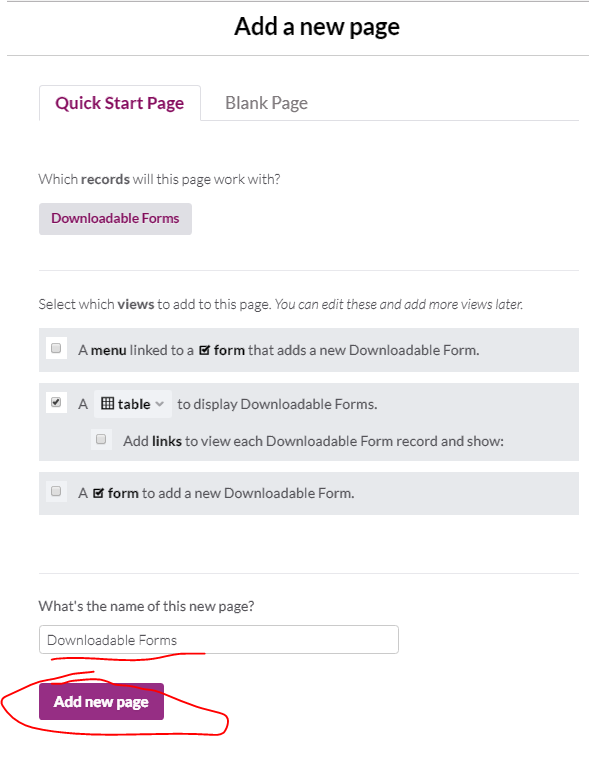 Add a new page
Quick Start Page Blank Page
Which records will this page work with?
Downloadable Forms
Select which views to add to this page. You can edit these and add more views later.
A menu linked to a form that adds a new Downloadable Form.
A table to display Downloadable Forms.
Add links to view each Downloadable Form record and show:
A form to add a new Downloadable Form.
What's the name of this new page?
Downloadable Forms
Add new page